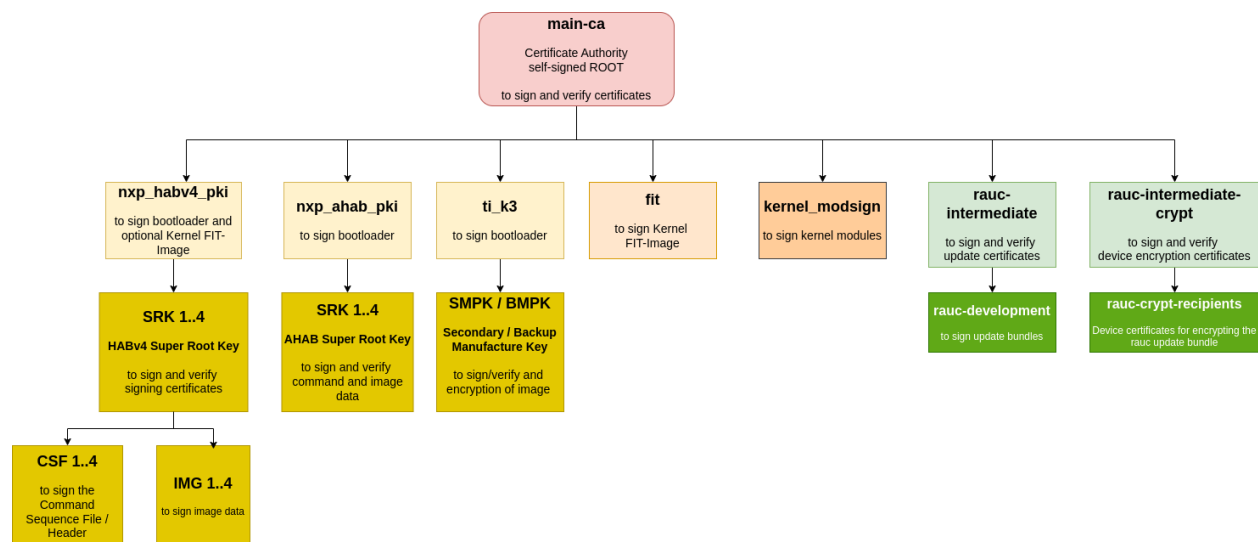 main-ca
Certificate Authority
self-signed ROOT
to sign and verify certificates
nxp_habv4_pki
to sign bootloader and
optional Kernel FIT-
Image
nxp_ahab_pki
to sign bootloader
ti_k3
to sign bootloader
fit
to sign Kernel
FIT-Image
kernel_modsign
to sign kernel modules
rauc-
intermediate
to sign and verify
update certificates
rauc-intermediate-
crypt
to sign and verify
device encryption certificates
SRK 1..4
HABv4 Super Root Key
to sign and verify
signing certificates
SRK 1..4
AHAB Super Root Key
to sign and verify
command and image
data
SMPK / BMPK
Secondary / Backup
Manufacture Key
to sign/verify and
encryption of image
rauc-development
to sign update bundles
rauc-crypt-recipients
Device certificates for encrypting the
rauc update bundle
CSF 1..4
to sign the
Command
Sequence File /
Header
IMG 1..4
to sign image data